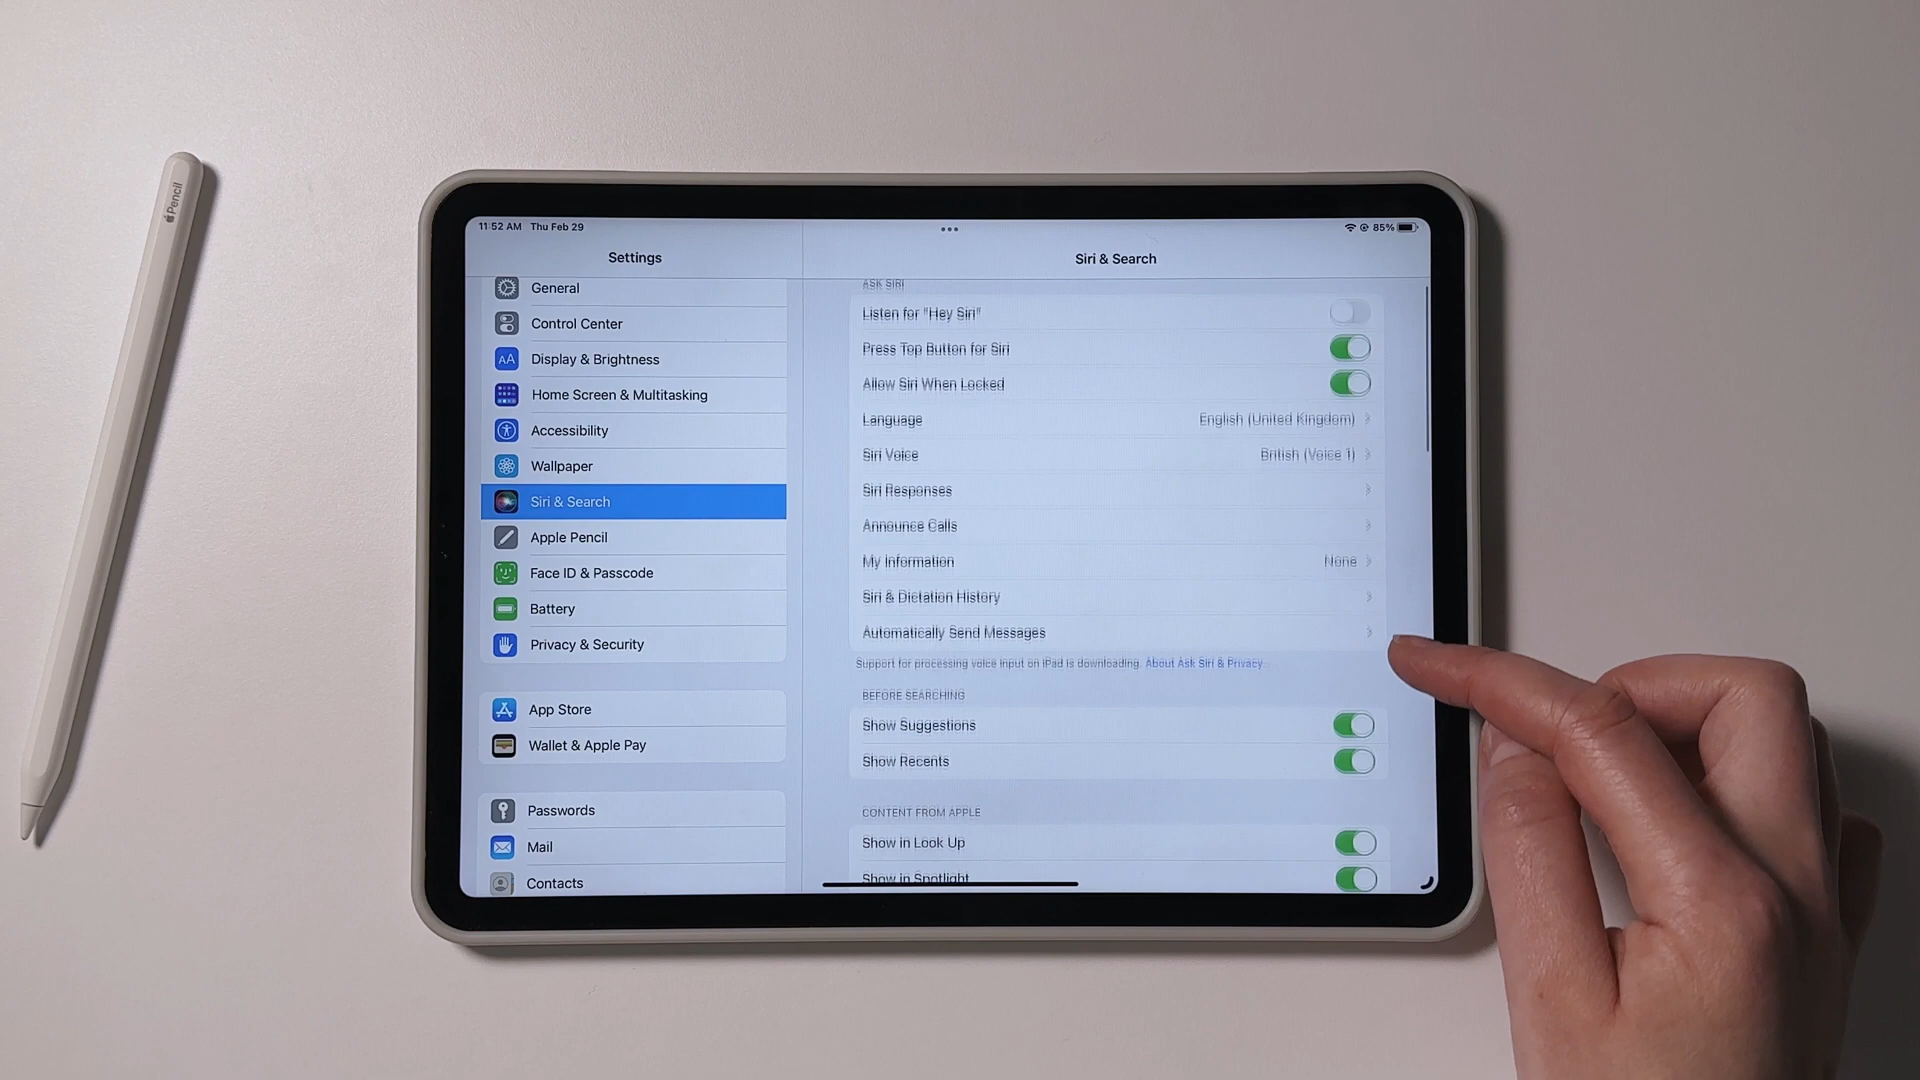 Pencil
11:52 AM Thu Feb 29
85%
Settings
General
Control Center
Display & Brightness
Home Screen & Multitasking
Accessibility
Wallpaper
Siri & Search
Apple Pencil
Face ID & Passcode
Battery
Privacy & Security
App Store
Wallet & Apple Pay
Passwords
Mail
Contacts
Siri & Search
ASK SIRI
Listen for "Hey Siri"
Press Top Button for Siri
Allow Siri When Locked
Language English (United Kingdom)
Siri Voice British (Voice 1)
Siri Responses
Announce Calls
My Information None
Siri & Dictation History
Automatically Send Messages
Support for processing voice input on iPad is downloading. About Ask Siri & Privacy...
BEFORE SEARCHING
Show Suggestions
Show Recents
CONTENT FROM APPLE
Show in Look Up
Show in Spotlight